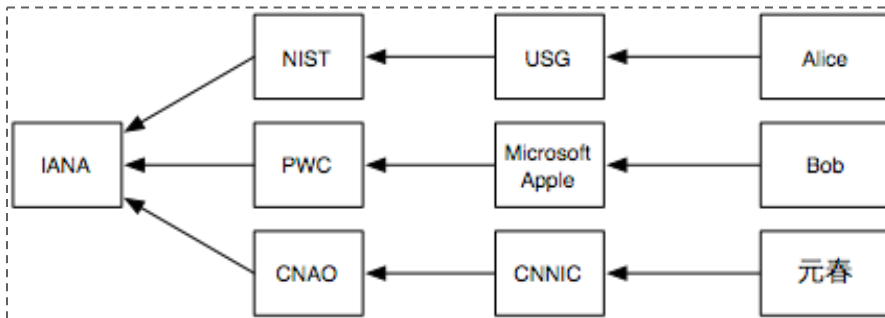 NIST
USG
Alice
IANA
PWC
Microsoft
Apple
Bob
CNAO
CNNIC
元春